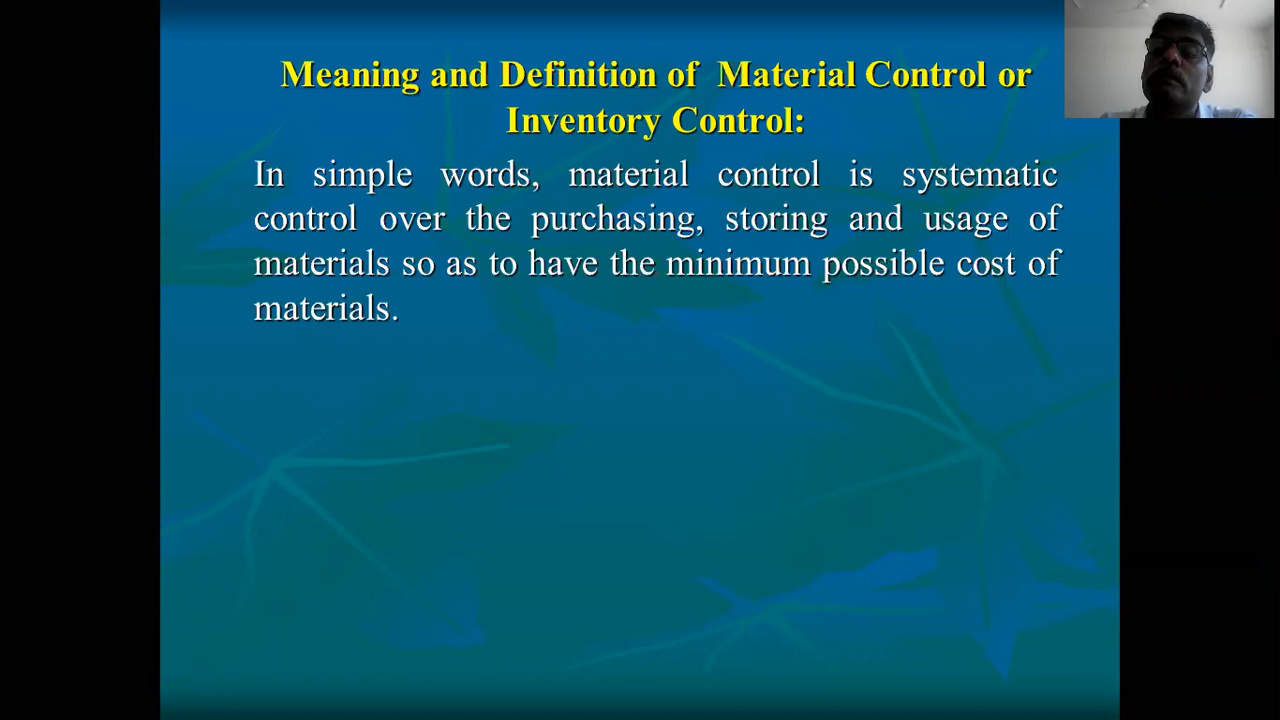 Meaning and Definition of Material Control or
Inventory Control:
In simple words, material control is systematic
control over the purchasing, storing and usage of
materials so as to have the minimum possible cost of
materials.